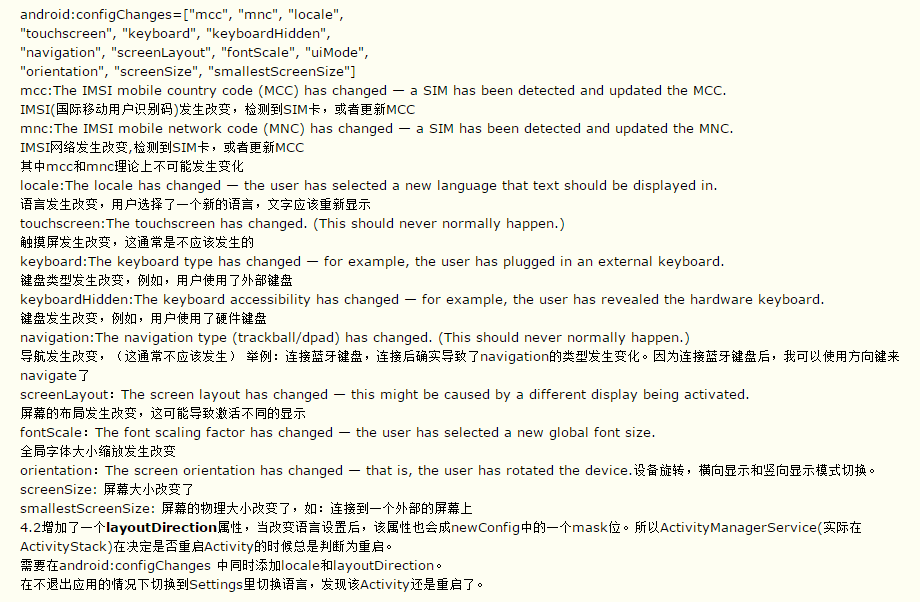 android:configChanges=["mcc", "mnc", "locale",
"touchscreen", "keyboard", "keyboardHidden",
"navigation", "screenLayout", "fontScale", "uiMode",
"orientation", "screenSize", "smallestScreenSize"]
mcc:The IMSI mobile country code (MCC) has changed — a SIM has been detected and updated the MCC.
IMSI(国际移动用户识别码)发生改变，检测到SIM卡，或者更新MCC
mnc:The IMSI mobile network code (MNC) has changed — a SIM has been detected and updated the MNC.
IMSI网络发生改变,检测到SIM卡，或者更新MCC
其中mcc和mnc理论上不可能发生变化
locale:The locale has changed — the user has selected a new language that text should be displayed in.
语言发生改变，用户选择了一个新的语言，文字应该重新显示
touchscreen:The touchscreen has changed. (This should never normally happen.)
触摸屏发生改变，这通常是不应该发生的
keyboard:The keyboard type has changed — for example, the user has plugged in an external keyboard.
键盘类型发生改变，例如，用户使用了外部键盘
keyboardHidden:The keyboard accessibility has changed — for example, the user has revealed the hardware keyboard.
键盘发生改变，例如，用户使用了硬件键盘
navigation:The navigation type (trackball/dpad) has changed. (This should never normally happen.)
导航发生改变，（这通常不应该发生） 举例：连接蓝牙键盘，连接后确实导致了navigation的类型发生变化。因为连接蓝牙键盘后，我可以使用方向键来
navigate了
screenLayout：The screen layout has changed — this might be caused by a different display being activated.
屏幕的布局发生改变，这可能导致激活不同的显示
fontScale：The font scaling factor has changed — the user has selected a new global font size.
全局字体大小缩放发生改变
orientation：The screen orientation has changed — that is, the user has rotated the device.设备旋转，横向显示和竖向显示模式切换。
screenSize: 屏幕大小改变了
smallestScreenSize: 屏幕的物理大小改变了，如：连接到一个外部的屏幕上
4.2增加了一个layoutDirection属性，当改变语言设置后，该属性也会成newConfig中的一个mask位。所以ActivityManagerService(实际在
ActivityStack)在决定是否重启Activity的时候总是判断为重启。
需要在android:configChanges 中同时添加locale和layoutDirection。
在不退出应用的情况下切换到Settings里切换语言，发现该Activity还是重启了。